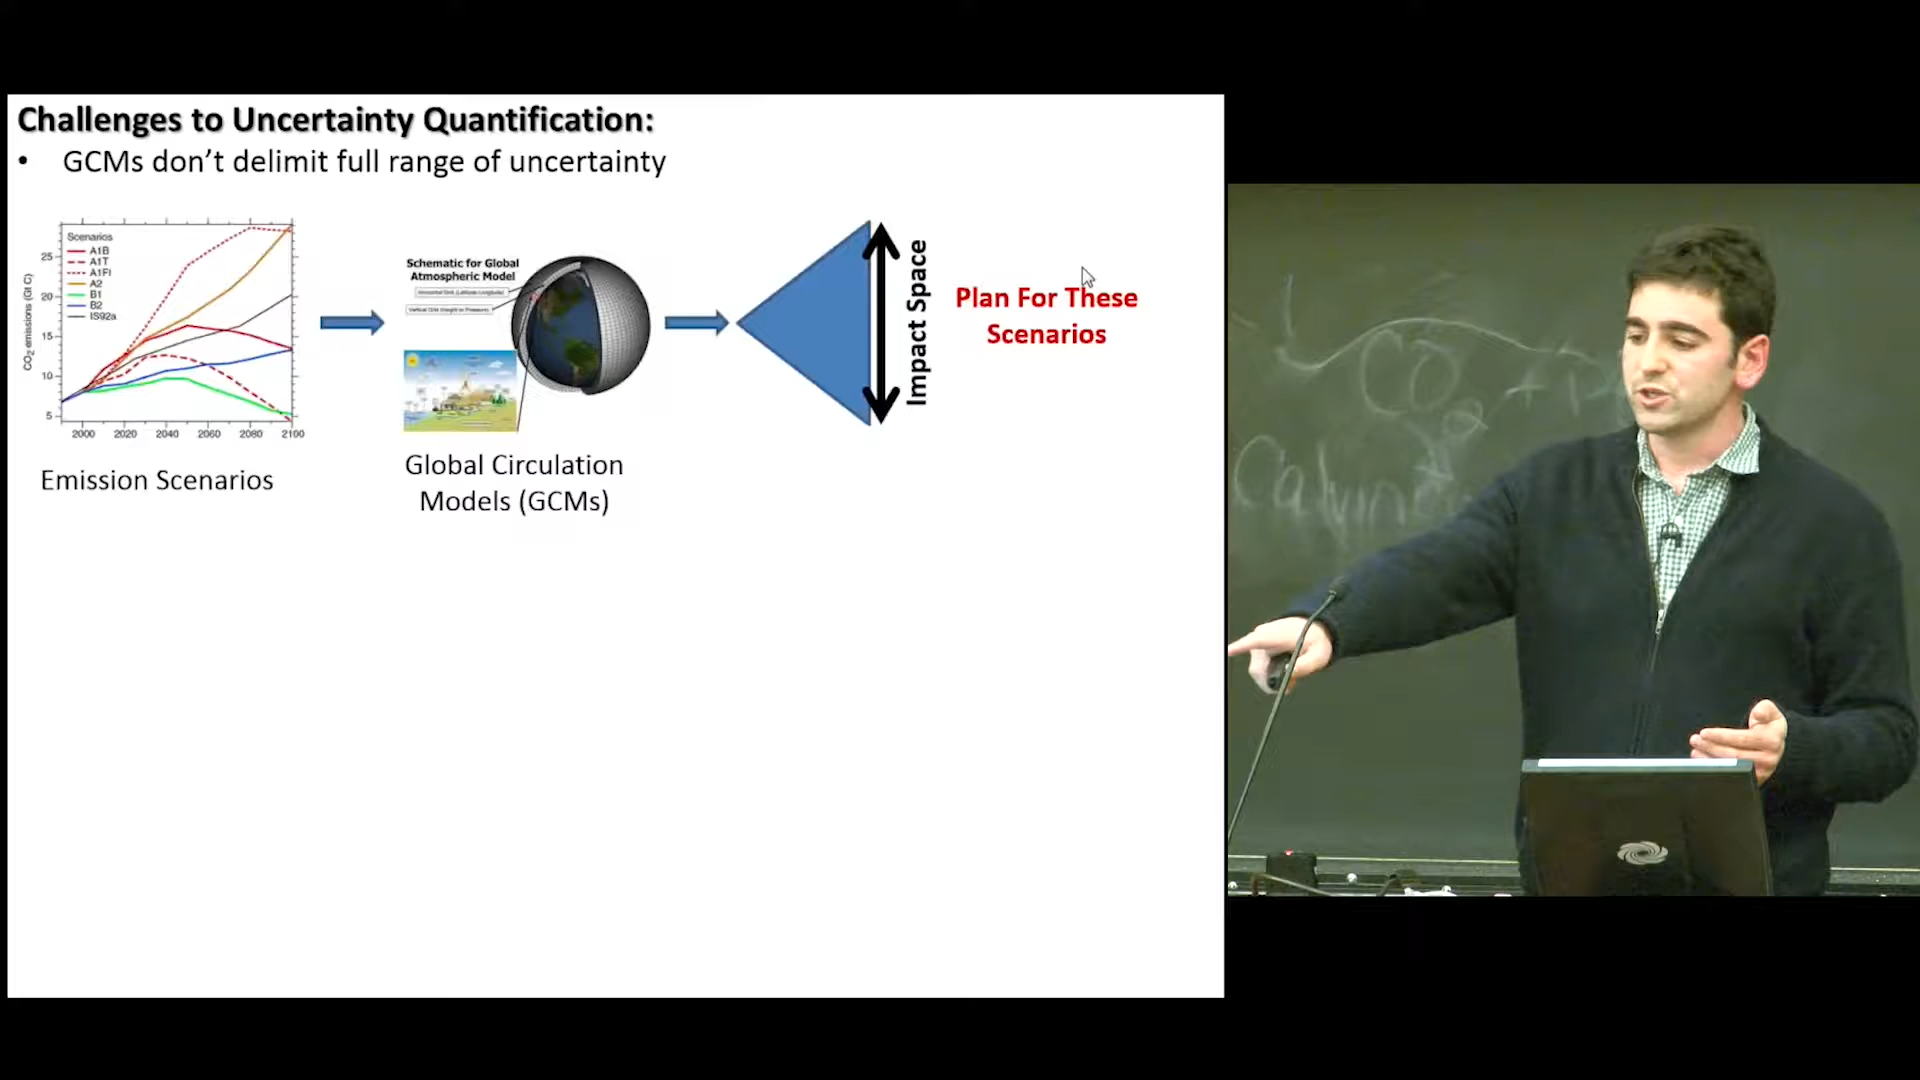 Challenges to Uncertainty Quantification:
• GCMs don't delimit full range of uncertainty
Scenarios
A1B
A1T
A1FI
A2
B1
B2
IS92a
CO2 emissions (Gt C)
25
20
15
10
5
2000 2020 2040 2060 2080 2100
Emission Scenarios
Schematic for Global
Atmospheric Model
Horizontal Grid (Latitude-Longitude)
Vertical Grid (Height or Pressure)
Global Circulation
Models (GCMs)
Impact Space
Plan For These
Scenarios
CO2